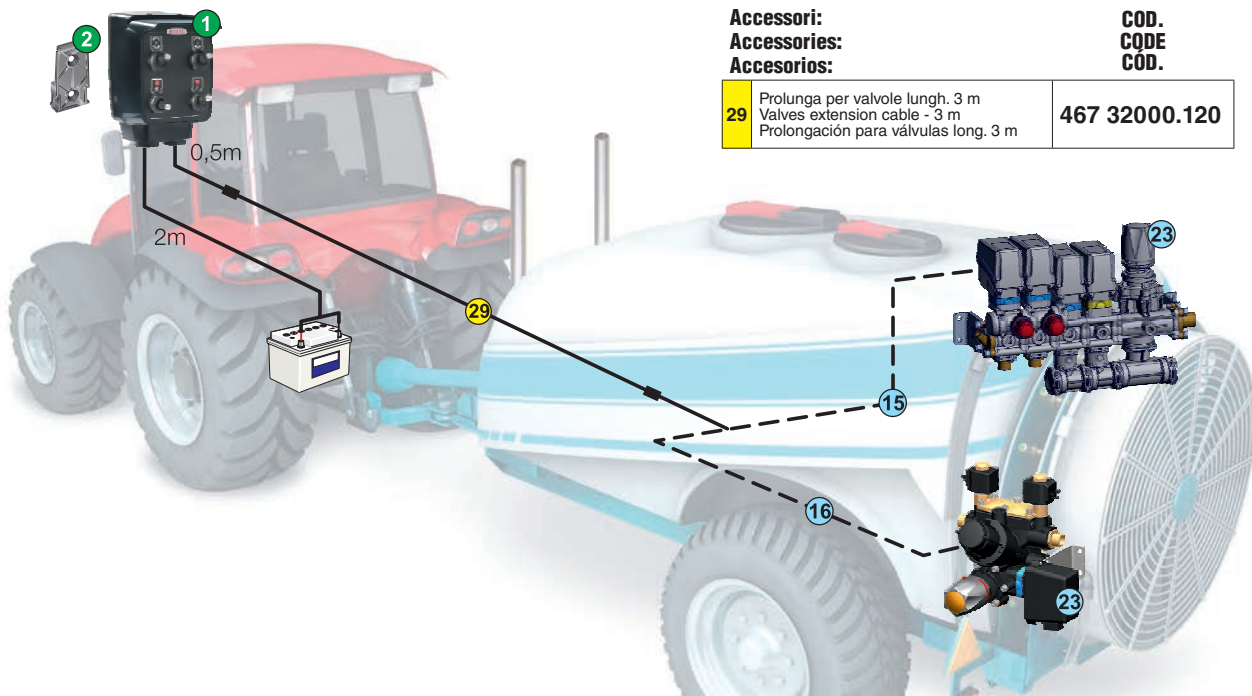 2
1
0,5m
2m
29
15
16
23
23
Accessori:
Accessories:
Accesorios:
COD.
CODE
CÓD.
29
Prolunga per valvole lungh. 3 m
Valves extension cable - 3 m
Prolongación para válvulas long. 3 m
467 32000.120